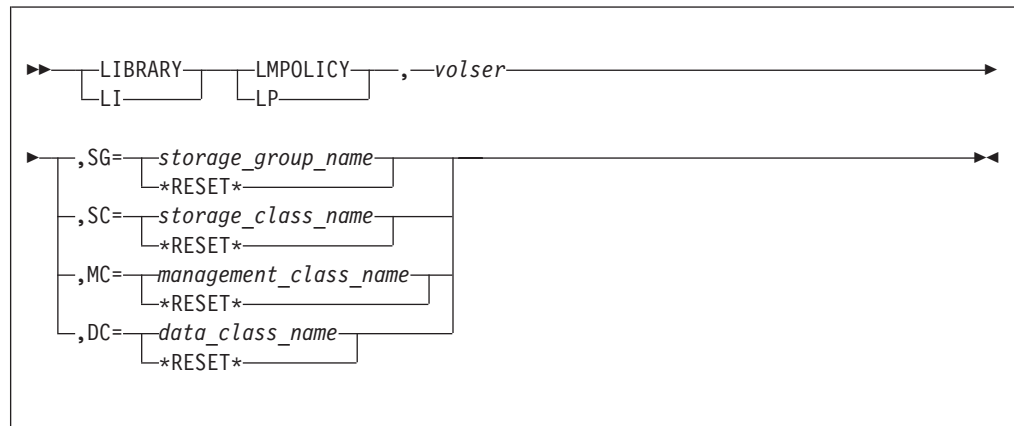 LIBRARY LMPOLICY , volser
LI LP
,SG= storage_group_name
*RESET*
,SC= storage_class_name
*RESET*
,MC= management_class_name
*RESET*
,DC= data_class_name
*RESET*